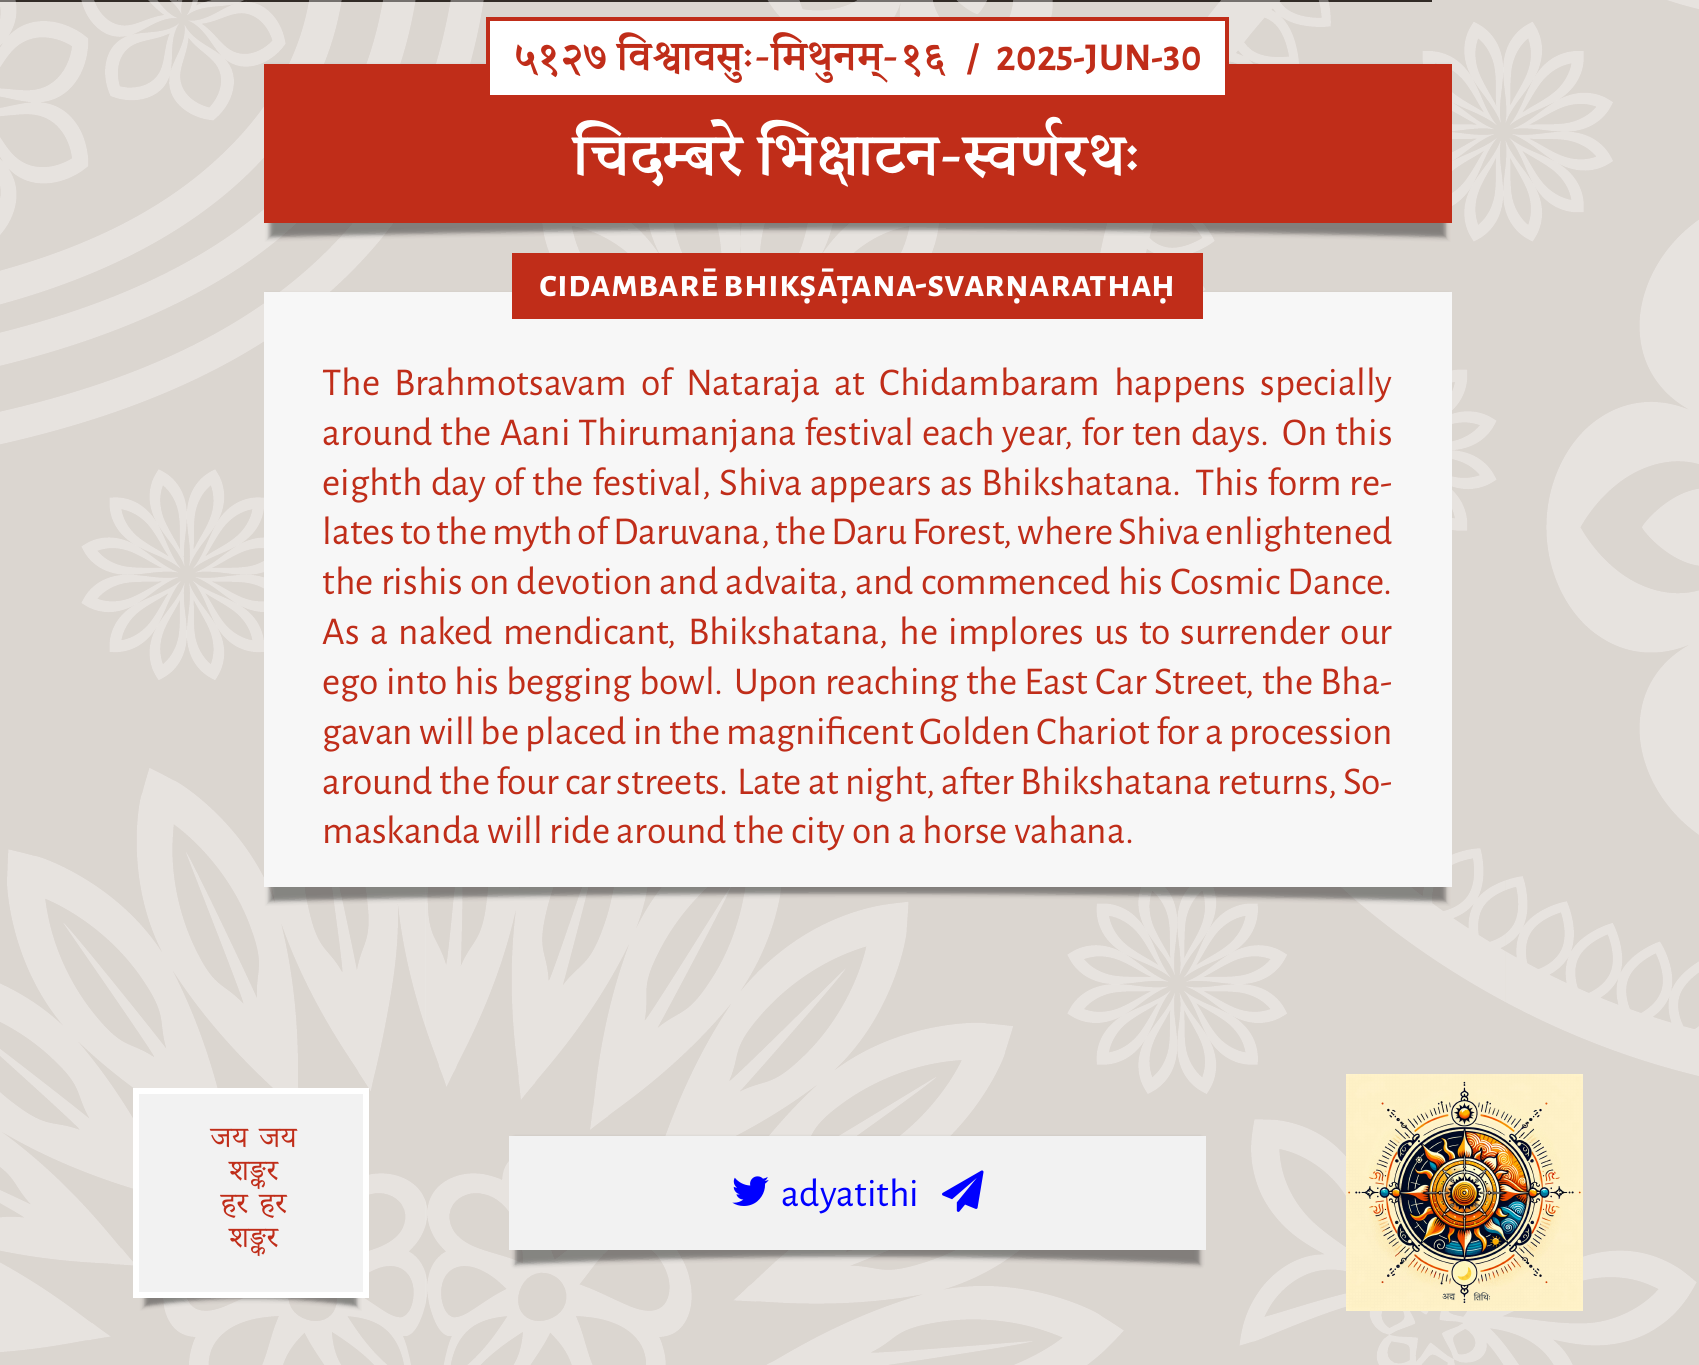 ५१२७ विश्वावसुः-मिथुनम्-१६ / 2025-JUN-30
चिदम्बरे भिक्षाटन-स्वर्णरथः
CIDAMBARĒ BHIKṢĀṬANA-SVARṆARATHAḤ
The Brahmotsavam of Nataraja at Chidambaram happens specially
around the Aani Thirumanjana festival each year, for ten days. On this
eighth day of the festival, Shiva appears as Bhikshatana. This form re-
lates to the myth of Daruvana, the Daru Forest, where Shiva enlightened
the rishis on devotion and advaita, and commenced his Cosmic Dance.
As a naked mendicant, Bhikshatana, he implores us to surrender our
ego into his begging bowl. Upon reaching the East Car Street, the Bha-
gavan will be placed in the magnificent Golden Chariot for a procession
around the four car streets. Late at night, after Bhikshatana returns, So-
maskanda will ride around the city on a horse vahana.
जय जय
शङ्कर
हर हर
शङ्कर
adyatithi
अद्य तिथिः